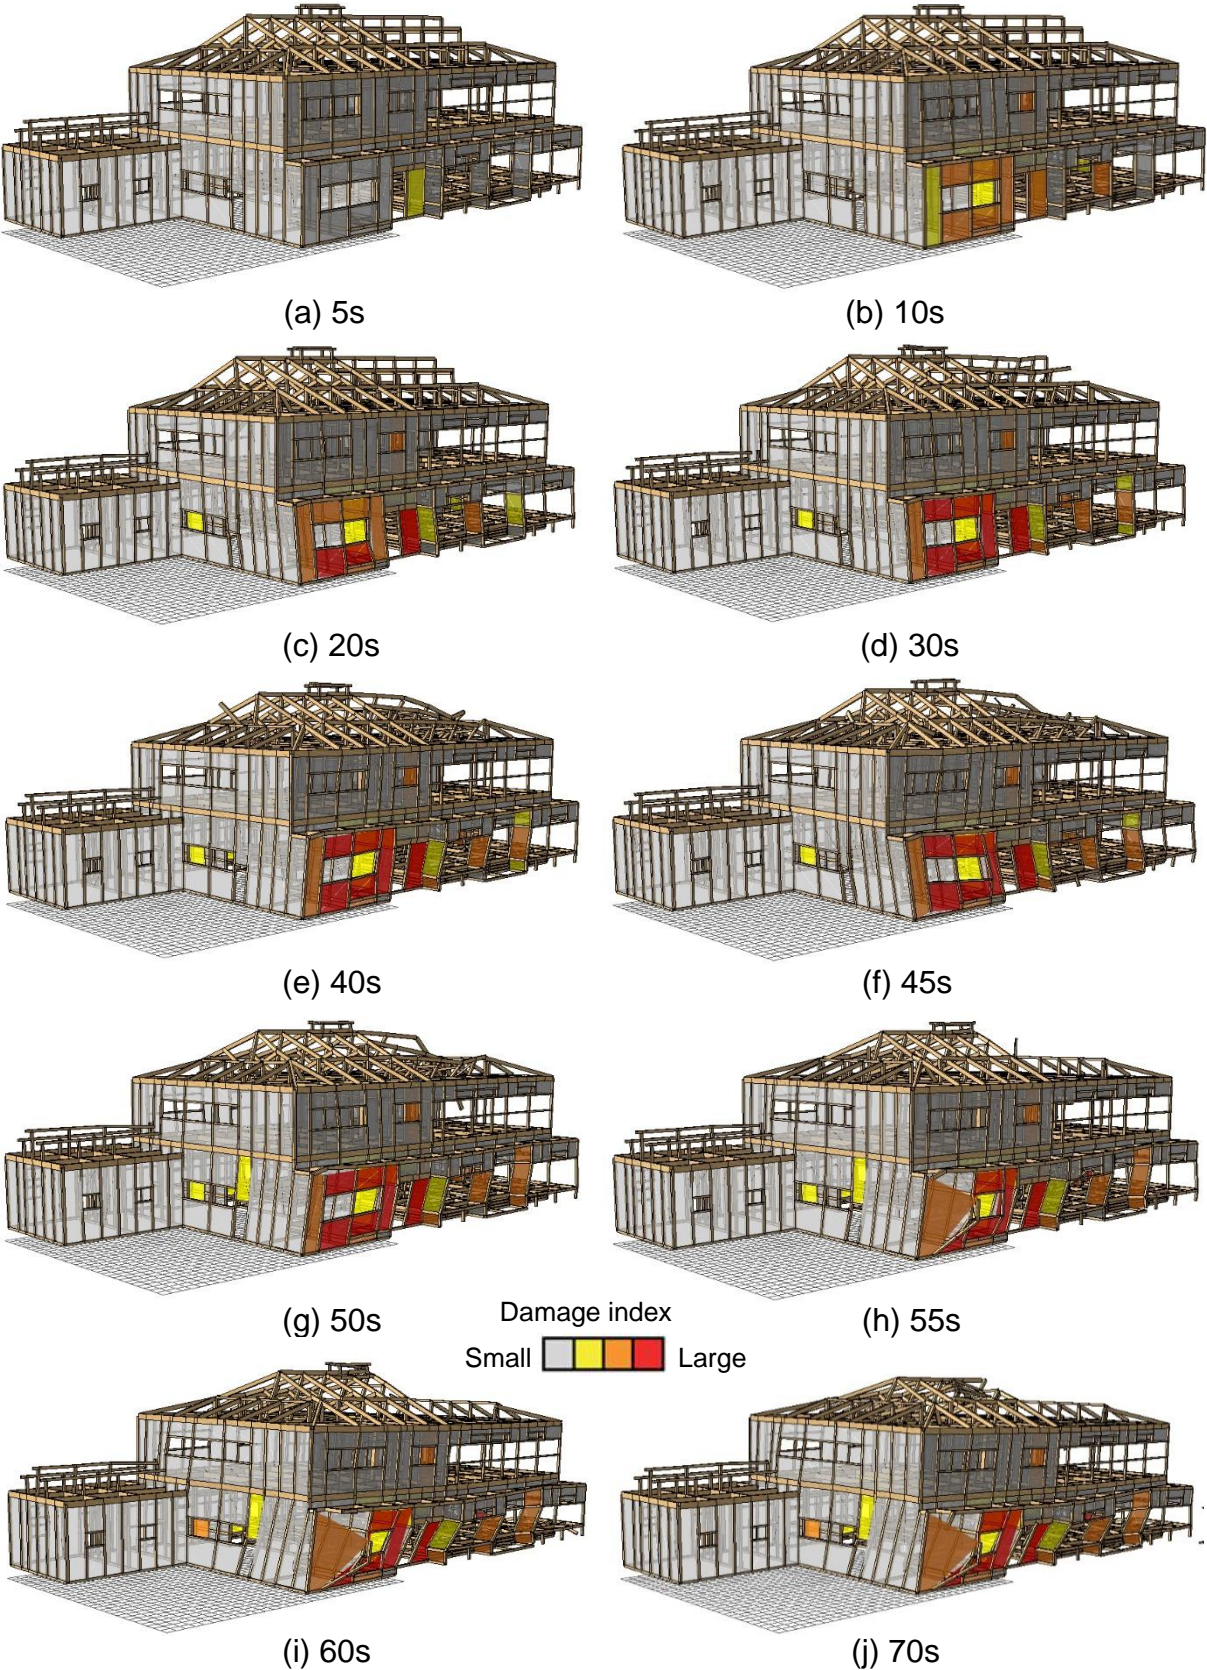 (a) 5s
(b) 10s
(c) 20s
(d) 30s
(e) 40s
(f) 45s
(g) 50s
(h) 55s
Damage index
Small
Large
(i) 60s
(j) 70s